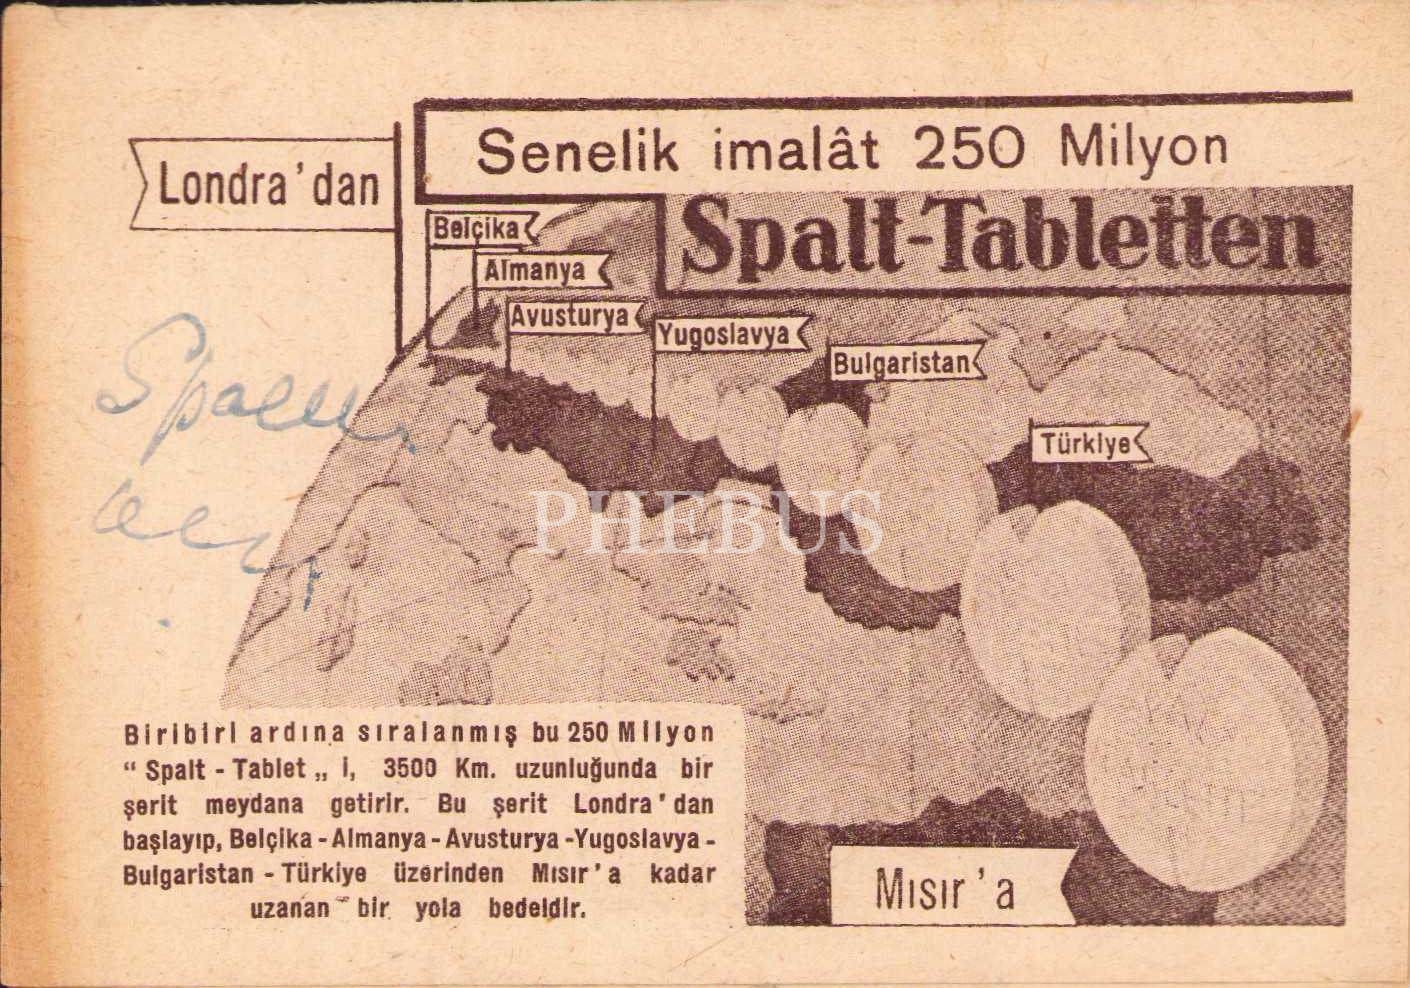 Senelik imalât 250 Milyon
Londra'dan
Spalt-Tabletten
Belçika
Almanya
Avusturya
Yugoslavya
Bulgaristan
Türkiye
PHEBUS
Biribiri ardına sıralanmış bu 250 Milyon
“ Spalt - Tablet „ i, 3500 Km. uzunluğunda bir
şerit meydana getirir. Bu şerit Londra'dan
başlayıp, Belçika - Almanya - Avusturya - Yugoslavya -
Bulgaristan - Türkiye üzerinden Mısır'a kadar
uzanan bir yola bedeldir.
Mısır'a